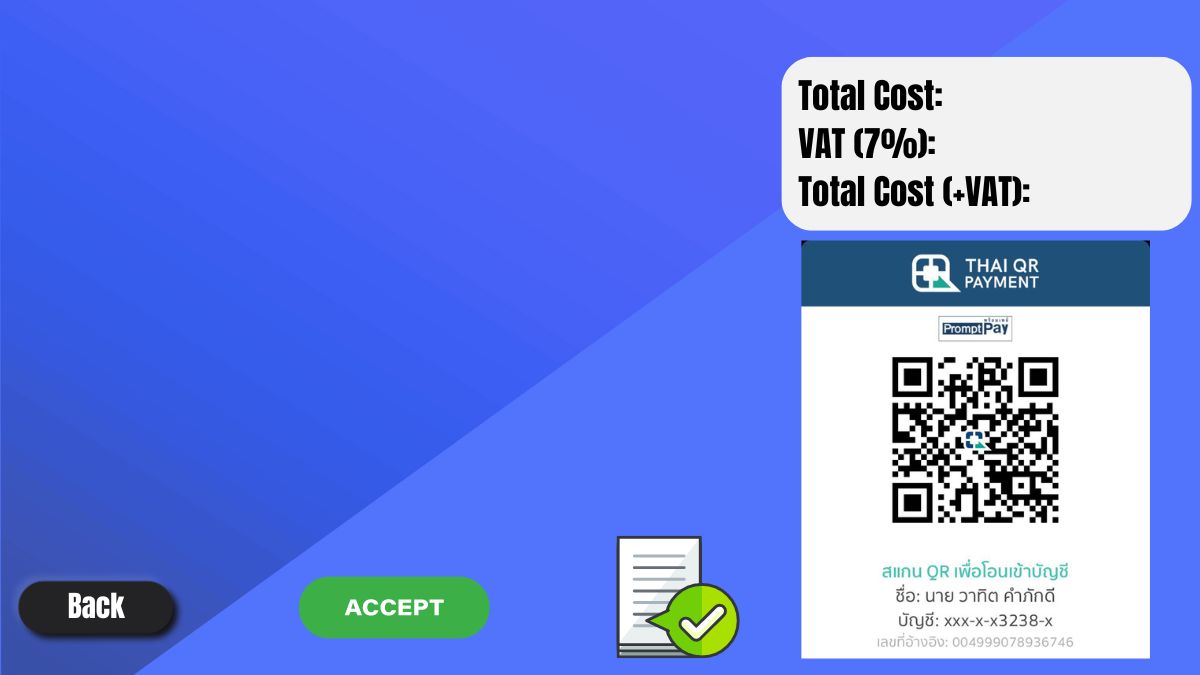 Total Cost:
VAT (7%):
Total Cost (+VAT):
THAI QR
PAYMENT
พร้อมเพย์
PromptPay
สแกน QR เพื่อโอนเข้าบัญชี
ชื่อ: นาย วาทิต คำภักดี
บัญชี: xxx-x-x3238-x
เลขที่อ้างอิง: 004999078936746
Back
ACCEPT